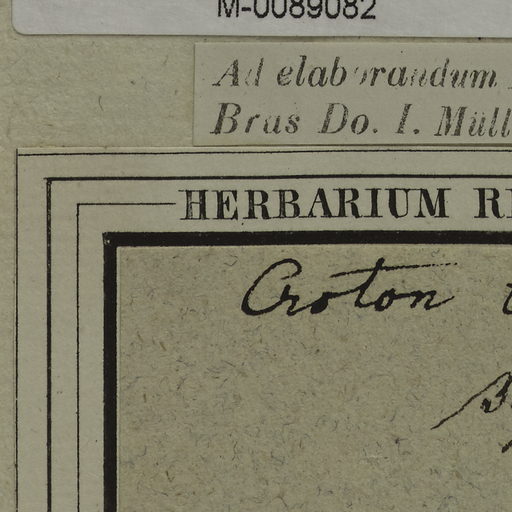 M-0089082
Ad elaborandum
Bras Do. I. Müll
HERBARIUM R
Croton